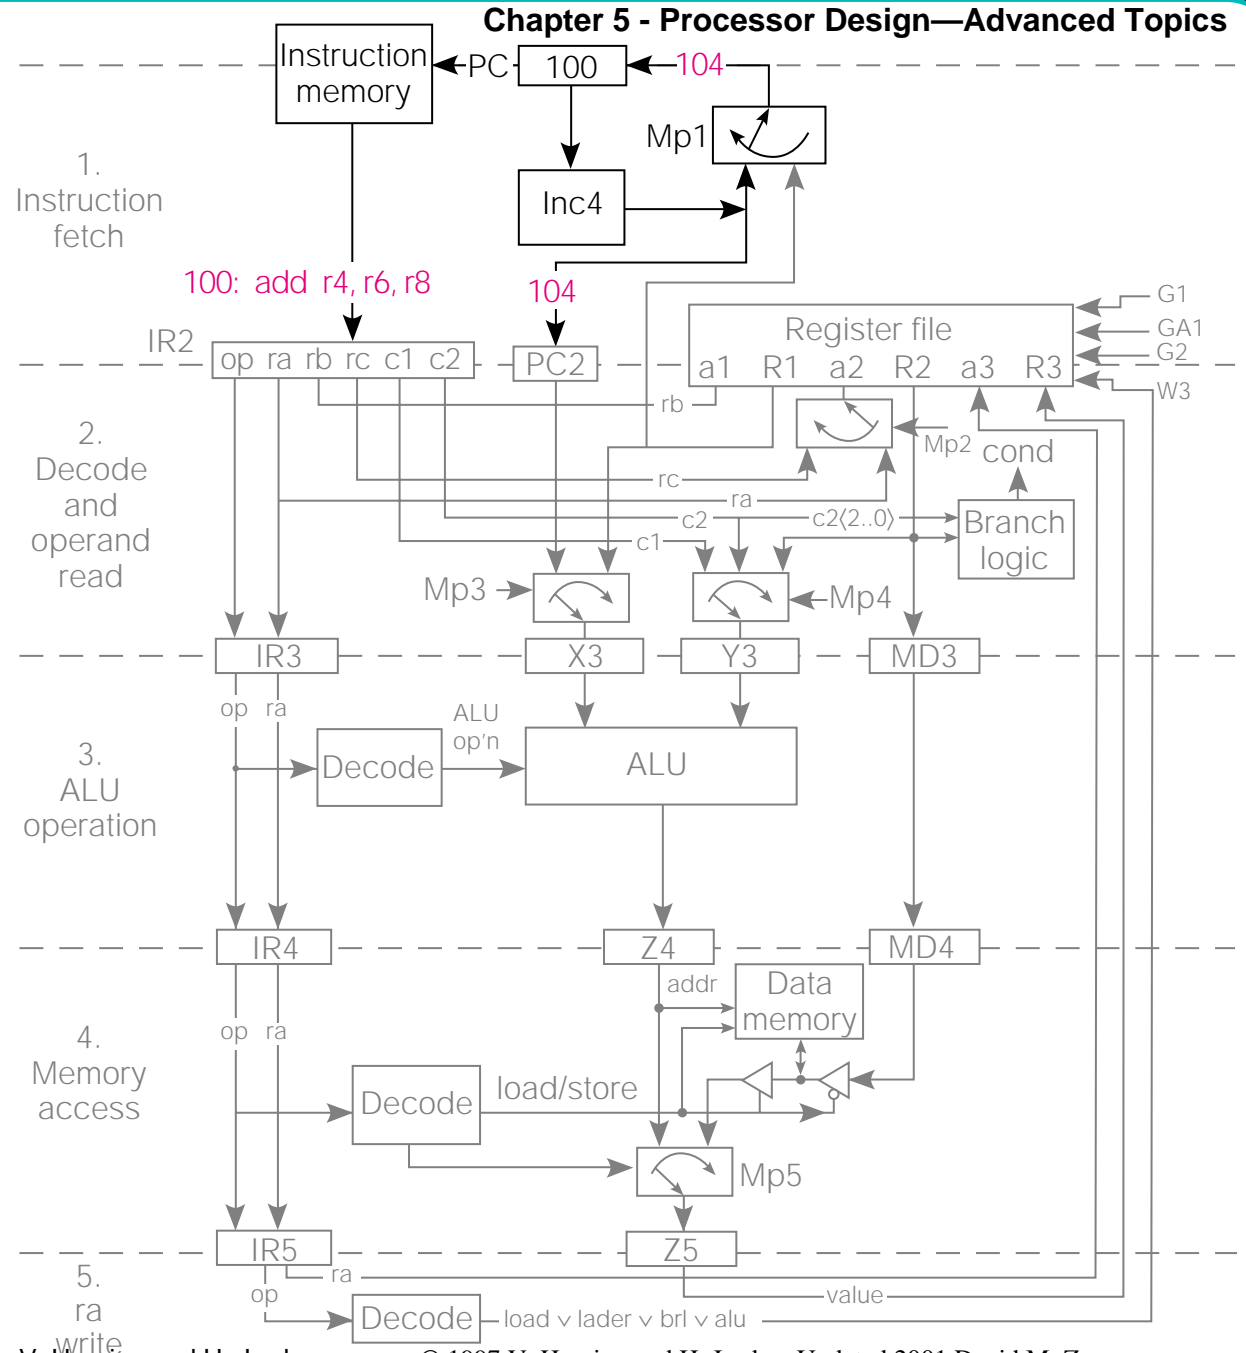 Chapter 5 - Processor Design—Advanced Topics
Instruction
memory
PC
100
104
Mp1
Inc4
1.
Instruction
fetch
100: add r4, r6, r8
104
IR2
op ra rb rc c1 c2
PC2
Register file
a1 R1 a2 R2 a3 R3
G1
GA1
G2
W3
rb
Mp2
cond
2.
Decode
and
operand
read
rc
ra
c2
c2⟨2..0⟩
c1
Branch
logic
Mp3
Mp4
IR3
X3
Y3
MD3
op ra
ALU
op'n
Decode
ALU
3.
ALU
operation
IR4
Z4
MD4
addr
Data
memory
op ra
4.
Memory
access
Decode
load/store
Mp5
IR5
Z5
5.
ra
write
ra
op
value
Decode
load ∨ lader ∨ brl ∨ alu